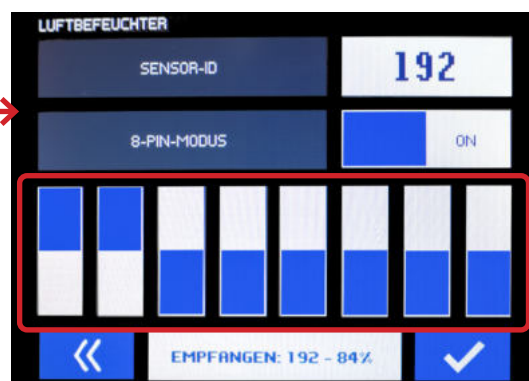 LUFTBEFEUCHTER
SENSOR-ID 192
8-PIN-MODUS ON
EMPFANGEN: 192 - 84%